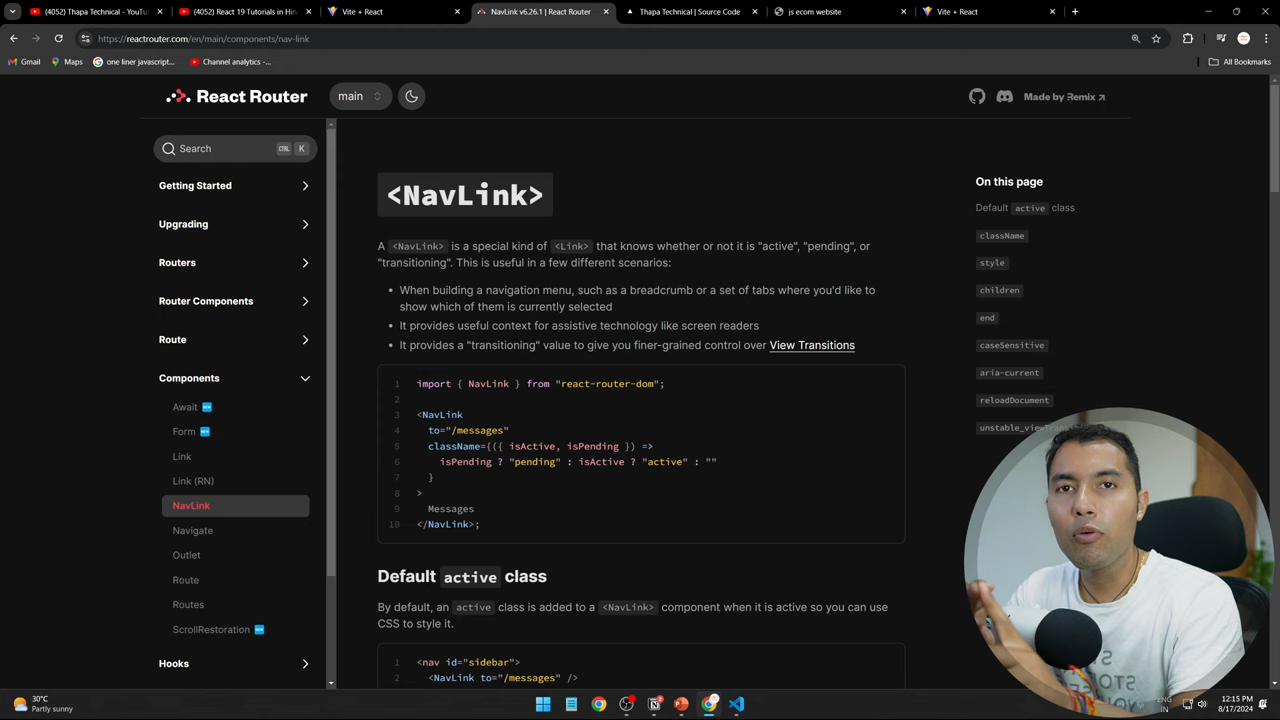 (4052) Thapa Technical - YouTu
(4052) React 19 Tutorials in Hin
Vite + React
NavLink v6.26.1 | React Router
Thapa Technical | Source Code
js ecom website
Vite + React
https://reactrouter.com/en/main/components/nav-link
Gmail
Maps
one liner javascript...
Channel analytics -...
All Bookmarks
React Router
main
Made by Remix ↗
Search CTRL K
Getting Started
Upgrading
Routers
Router Components
Route
Components
Await NEW
Form NEW
Link
Link (RN)
NavLink
Navigate
Outlet
Route
Routes
ScrollRestoration NEW
Hooks
<NavLink>
A <NavLink> is a special kind of <Link> that knows whether or not it is "active", "pending", or
"transitioning". This is useful in a few different scenarios:
• When building a navigation menu, such as a breadcrumb or a set of tabs where you'd like to
show which of them is currently selected
• It provides useful context for assistive technology like screen readers
• It provides a "transitioning" value to give you finer-grained control over View Transitions
1 import { NavLink } from "react-router-dom";
2
3 <NavLink
4 to="/messages"
5 className={({ isActive, isPending }) =>
6 isPending ? "pending" : isActive ? "active" : ""
7 }
8 >
9 Messages
10 </NavLink>;
Default active class
By default, an active class is added to a <NavLink> component when it is active so you can use
CSS to style it.
1 <nav id="sidebar">
2 <NavLink to="/messages" />
On this page
Default active class
className
style
children
end
caseSensitive
aria-current
reloadDocument
30°C
Partly sunny
ENG
IN
12:15 PM
8/17/2024